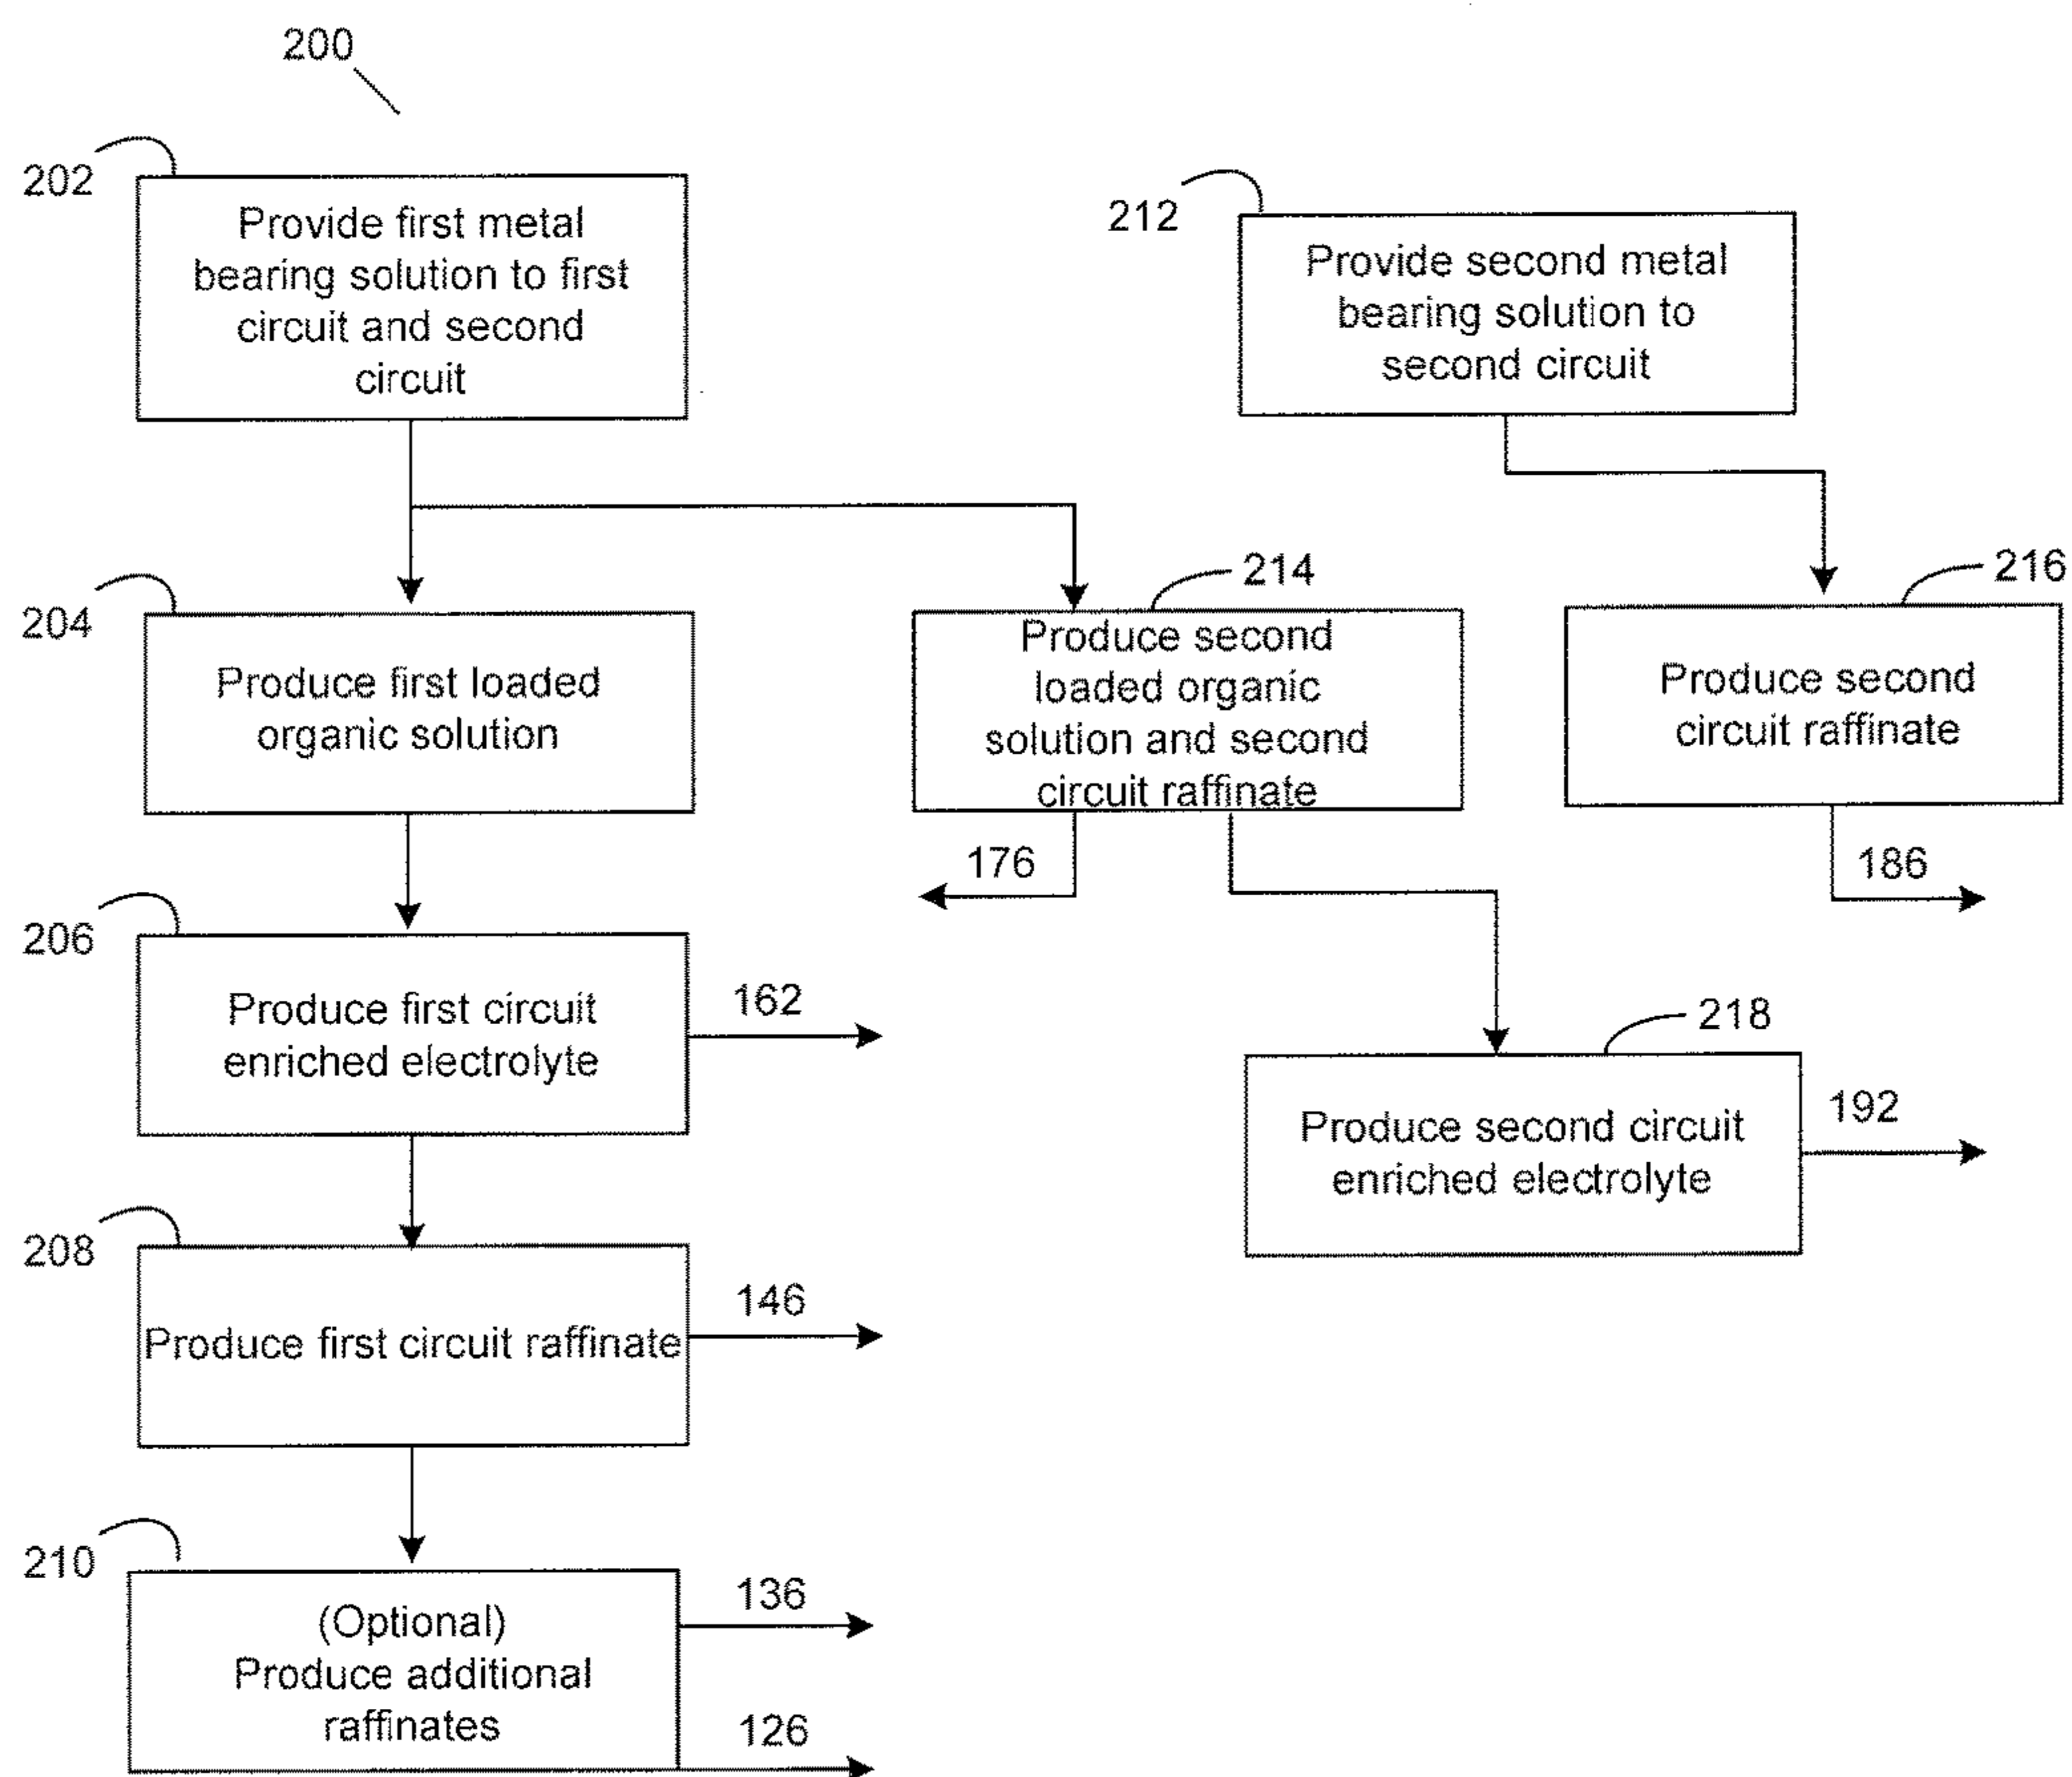 200
202
Provide first metal
bearing solution to first
circuit and second
circuit
212
Provide second metal
bearing solution to
second circuit
204
Produce first loaded
organic solution
214
Produce second
loaded organic
solution and second
circuit raffinate
216
Produce second
circuit raffinate
176
186
206
Produce first circuit
enriched electrolyte
162
218
Produce second circuit
enriched electrolyte
192
208
Produce first circuit raffinate
146
210
(Optional)
Produce additional
raffinates
136
126